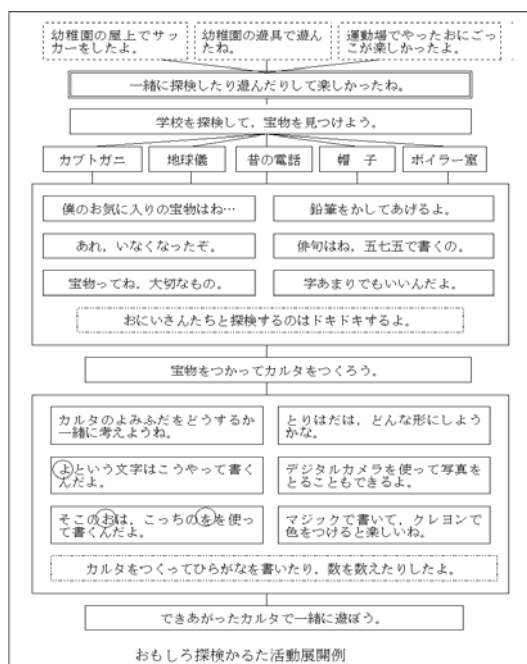 幼稚園の屋上でサッ
カーをしたよ。
幼稚園の遊具で遊ん
だね。
運動場でやったおにごっ
こが楽しかったよ。
一緒に探検したり遊んだりして楽しかったね。
学校を探検して，宝物を見つけよう。
カブトガニ
地球儀
昔の電話
帽　子
ボイラー室
僕のお気に入りの宝物はね…
鉛筆をかしてあげるよ。
あれ，いなくなったぞ。
俳句はね，五七五で書くの。
宝物ってね，大切なもの。
字あまりでもいいんだよ。
おにいさんたちと探検するのはドキドキするよ。
宝物をつかってカルタをつくろう。
カルタのよみふだをどうするか
一緒に考えようね。
とりはだは，どんな形にしよう
かな。
よという文字はこうやって書く
んだよ。
デジタルカメラを使って写真を
とることもできるよ。
そこのおは，こっちのをを使っ
て書くんだよ。
マジックで書いて，クレヨンで
色をつけると楽しいね。
カルタをつくってひらがなを書いたり，数を数えたりしたよ。
できあがったカルタで一緒に遊ぼう。
おもしろ探検かるた活動展開例